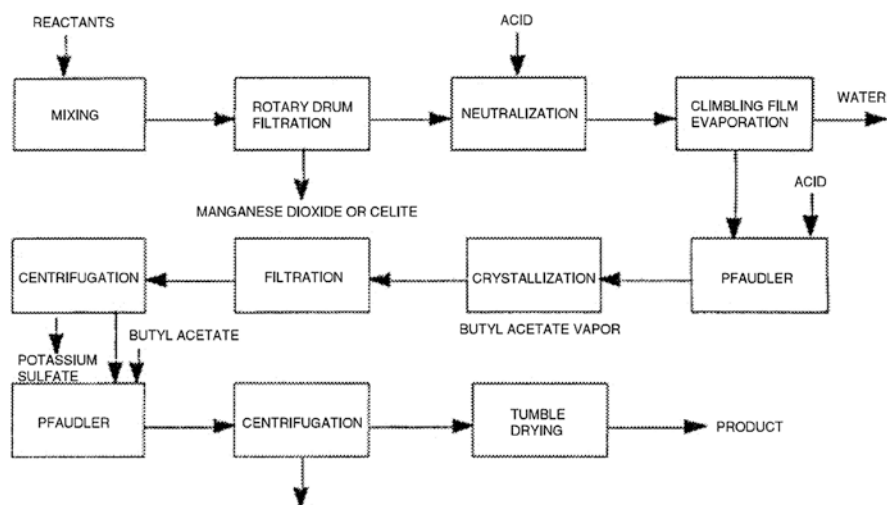 REACTANTS
ACID
MIXING
ROTARY DRUM
FILTRATION
NEUTRALIZATION
CLIMBLING FILM
EVAPORATION
WATER
MANGANESE DIOXIDE OR CELITE
ACID
CENTRIFUGATION
FILTRATION
CRYSTALLIZATION
PFAUDLER
BUTYL ACETATE VAPOR
BUTYL ACETATE
POTASSIUM
SULFATE
PFAUDLER
CENTRIFUGATION
TUMBLE
DRYING
PRODUCT